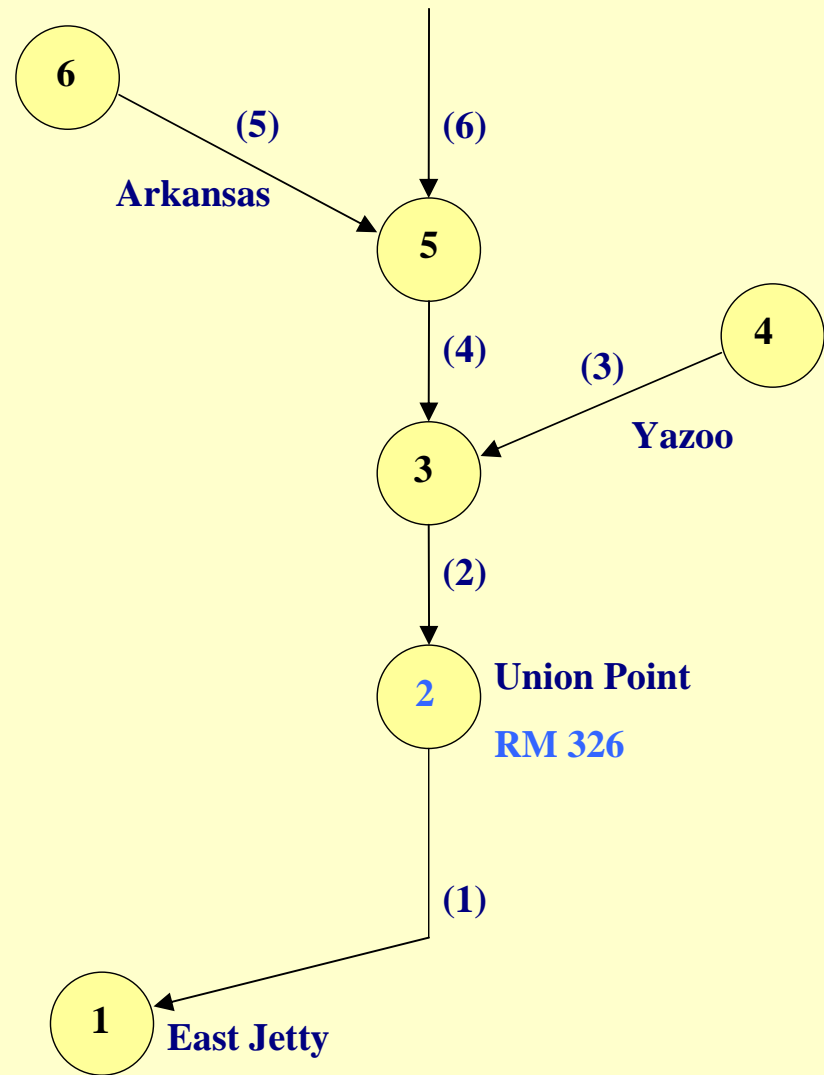 6
(5)
(6)
Arkansas
5
4
(4)
(3)
Yazoo
3
(2)
2
Union Point
RM 326
(1)
1
East Jetty